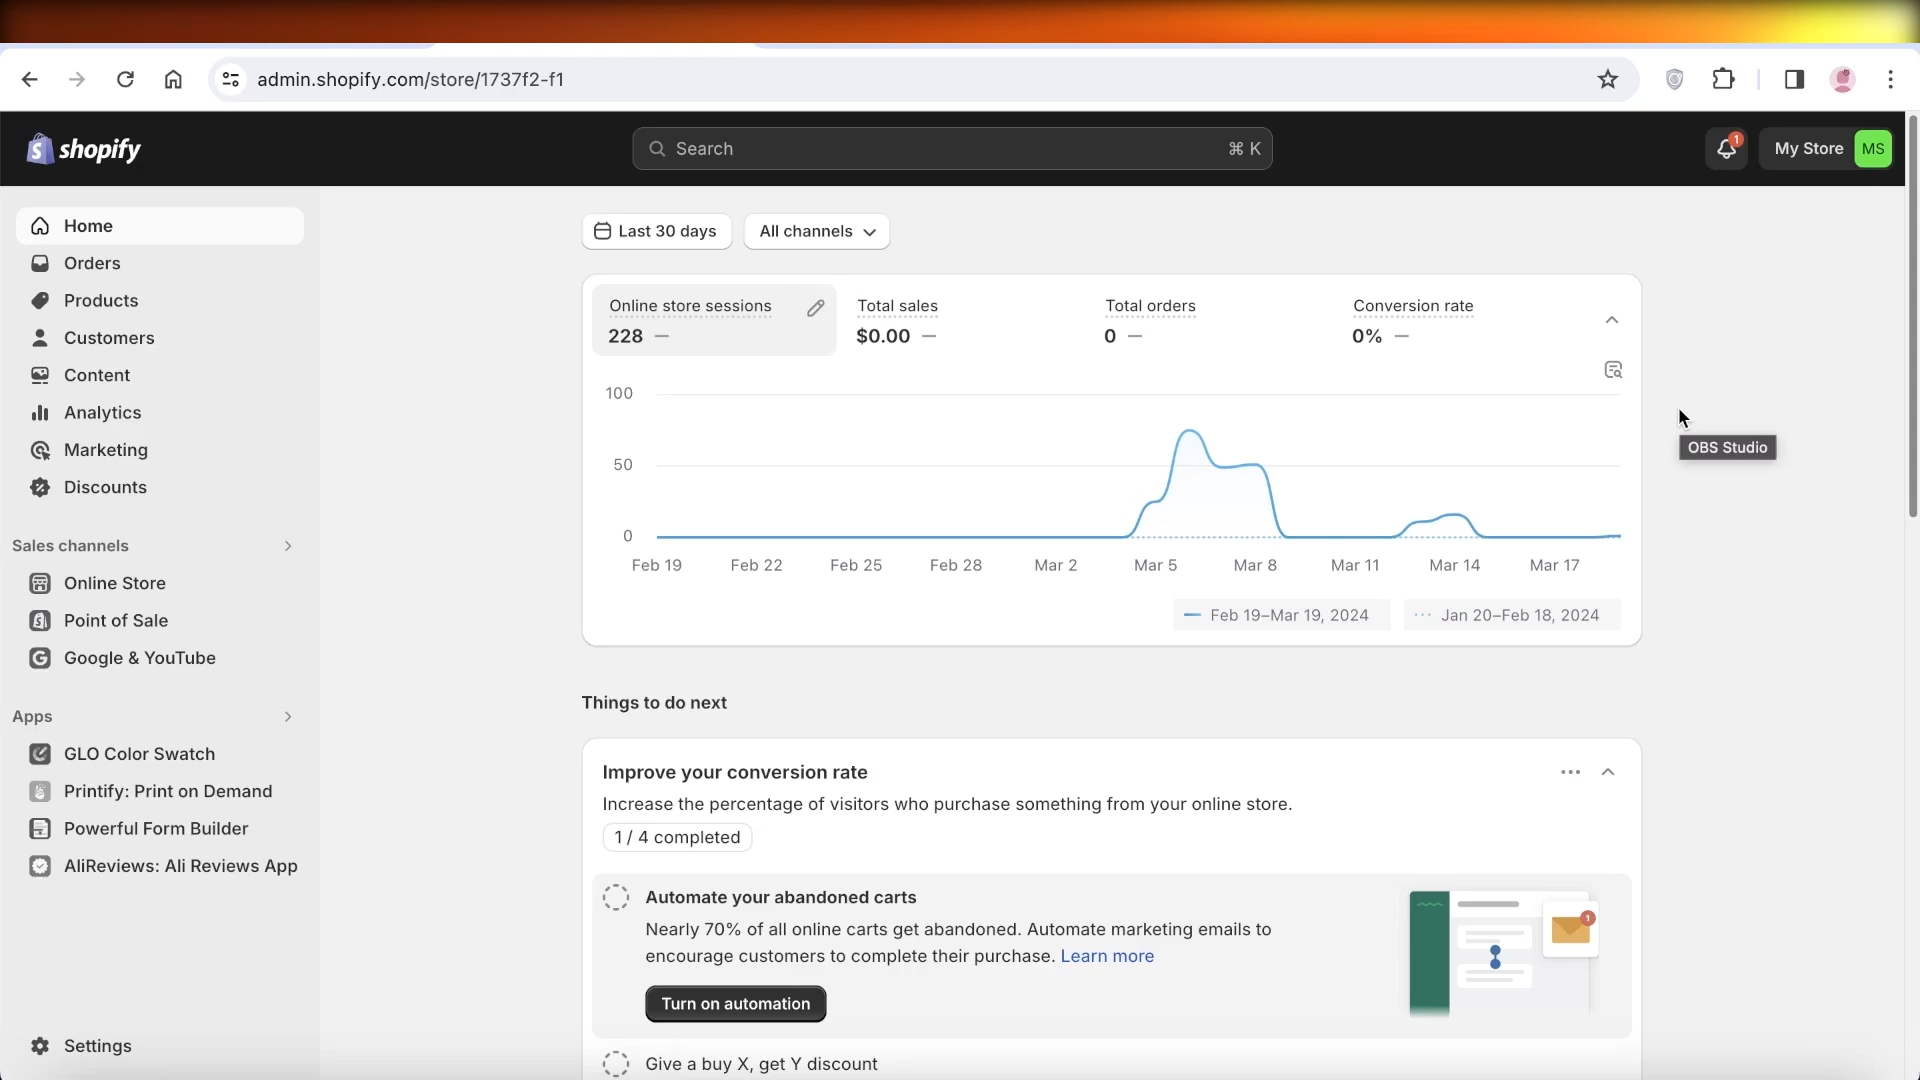 admin.shopify.com/store/1737f2-f1
shopify
Search
⌘ K
1
My Store
MS
Home
Orders
Products
Customers
Content
Analytics
Marketing
Discounts
Sales channels
Online Store
Point of Sale
Google & YouTube
Apps
GLO Color Swatch
Printify: Print on Demand
Powerful Form Builder
AliReviews: Ali Reviews App
Settings
Last 30 days
All channels
Online store sessions
228 —
Total sales
$0.00 —
Total orders
0 —
Conversion rate
0% —
100
50
0
Feb 19 Feb 22 Feb 25 Feb 28 Mar 2 Mar 5 Mar 8 Mar 11 Mar 14 Mar 17
Feb 19–Mar 19, 2024
Jan 20–Feb 18, 2024
OBS Studio
Things to do next
Improve your conversion rate
Increase the percentage of visitors who purchase something from your online store.
1 / 4 completed
Automate your abandoned carts
Nearly 70% of all online carts get abandoned. Automate marketing emails to
encourage customers to complete their purchase. Learn more
1
Turn on automation
Give a buy X, get Y discount